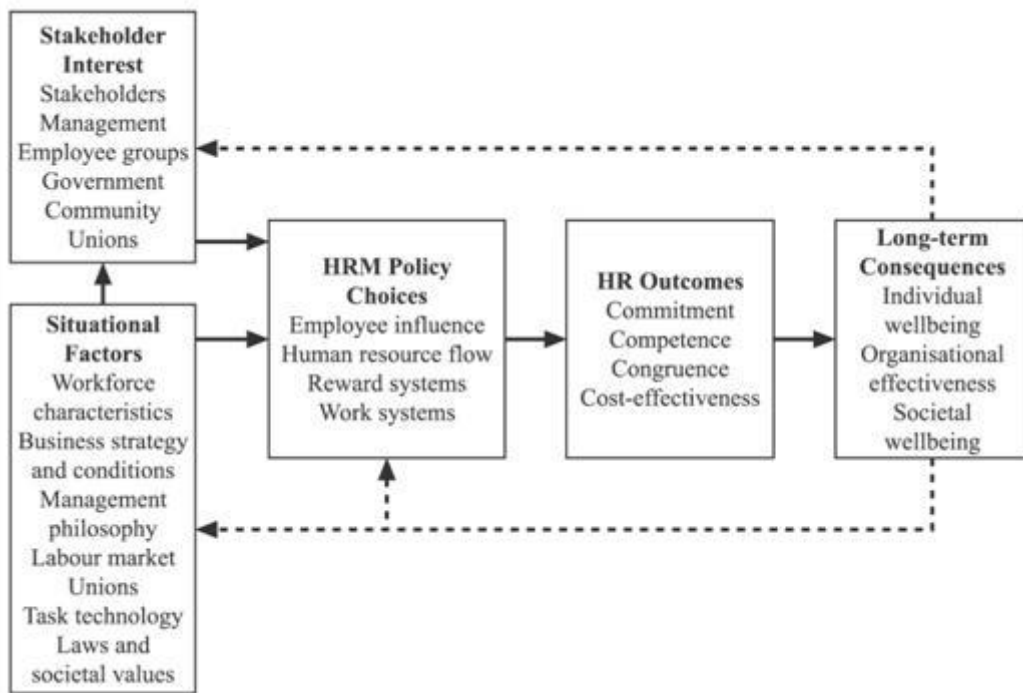 Stakeholder
Interest
Stakeholders
Management
Employee groups
Government
Community
Unions
Situational
Factors
Workforce
characteristics
Business strategy
and conditions
Management
philosophy
Labour market
Unions
Task technology
Laws and
societal values
HRM Policy
Choices
Employee influence
Human resource flow
Reward systems
Work systems
HR Outcomes
Commitment
Competence
Congruence
Cost-effectiveness
Long-term
Consequences
Individual
wellbeing
Organisational
effectiveness
Societal
wellbeing